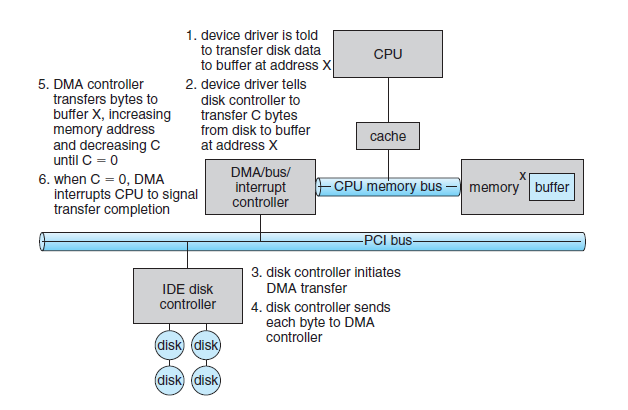 1. device driver is told
to transfer disk data
to buffer at address X
CPU
5. DMA controller
transfers bytes to
buffer X, increasing
memory address
and decreasing C
until C = 0
2. device driver tells
disk controller to
transfer C bytes
from disk to buffer
at address X
cache
6. when C = 0, DMA
interrupts CPU to signal
transfer completion
DMA/bus/
interrupt
controller
CPU memory bus
memory
X
buffer
PCI bus
IDE disk
controller
3. disk controller initiates
DMA transfer
4. disk controller sends
each byte to DMA
controller
disk
disk
disk
disk